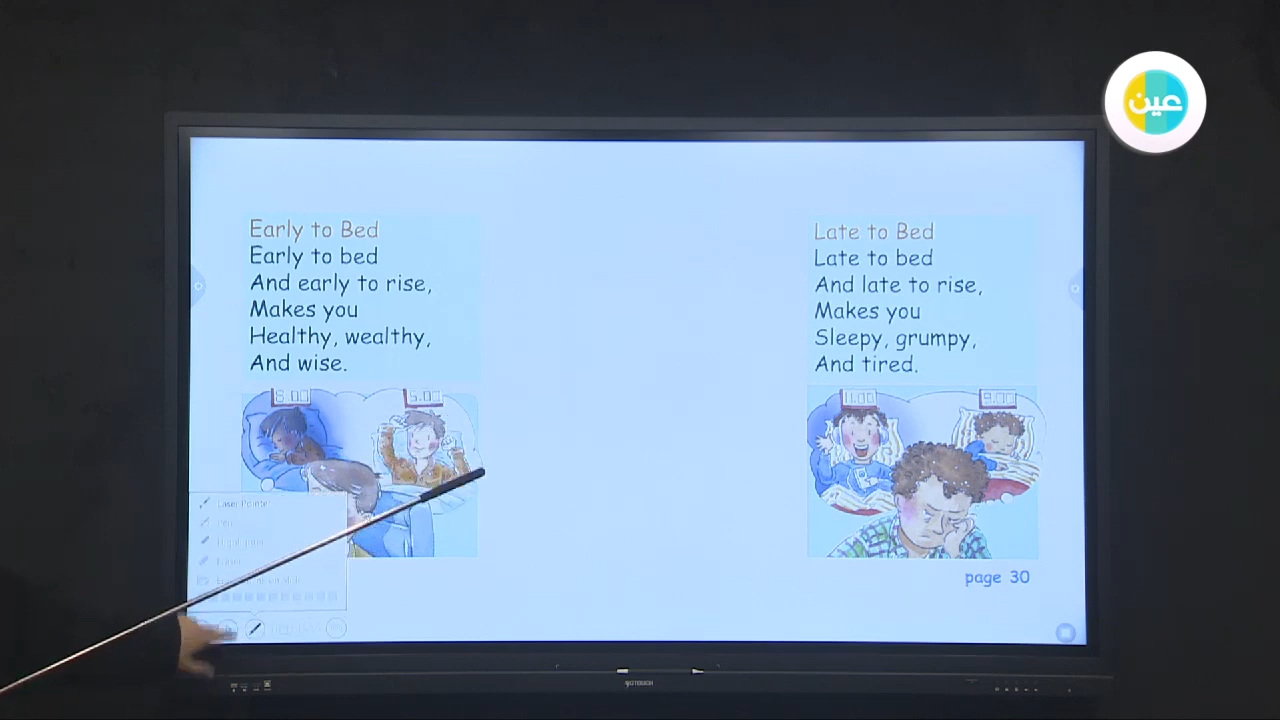 عين
Early to Bed
Early to bed
And early to rise,
Makes you
Healthy, wealthy,
And wise.
Late to Bed
Late to bed
And late to rise,
Makes you
Sleepy, grumpy,
And tired.
8.00
5.00
11.00
9.00
Laser Pointer
Pen
page 30